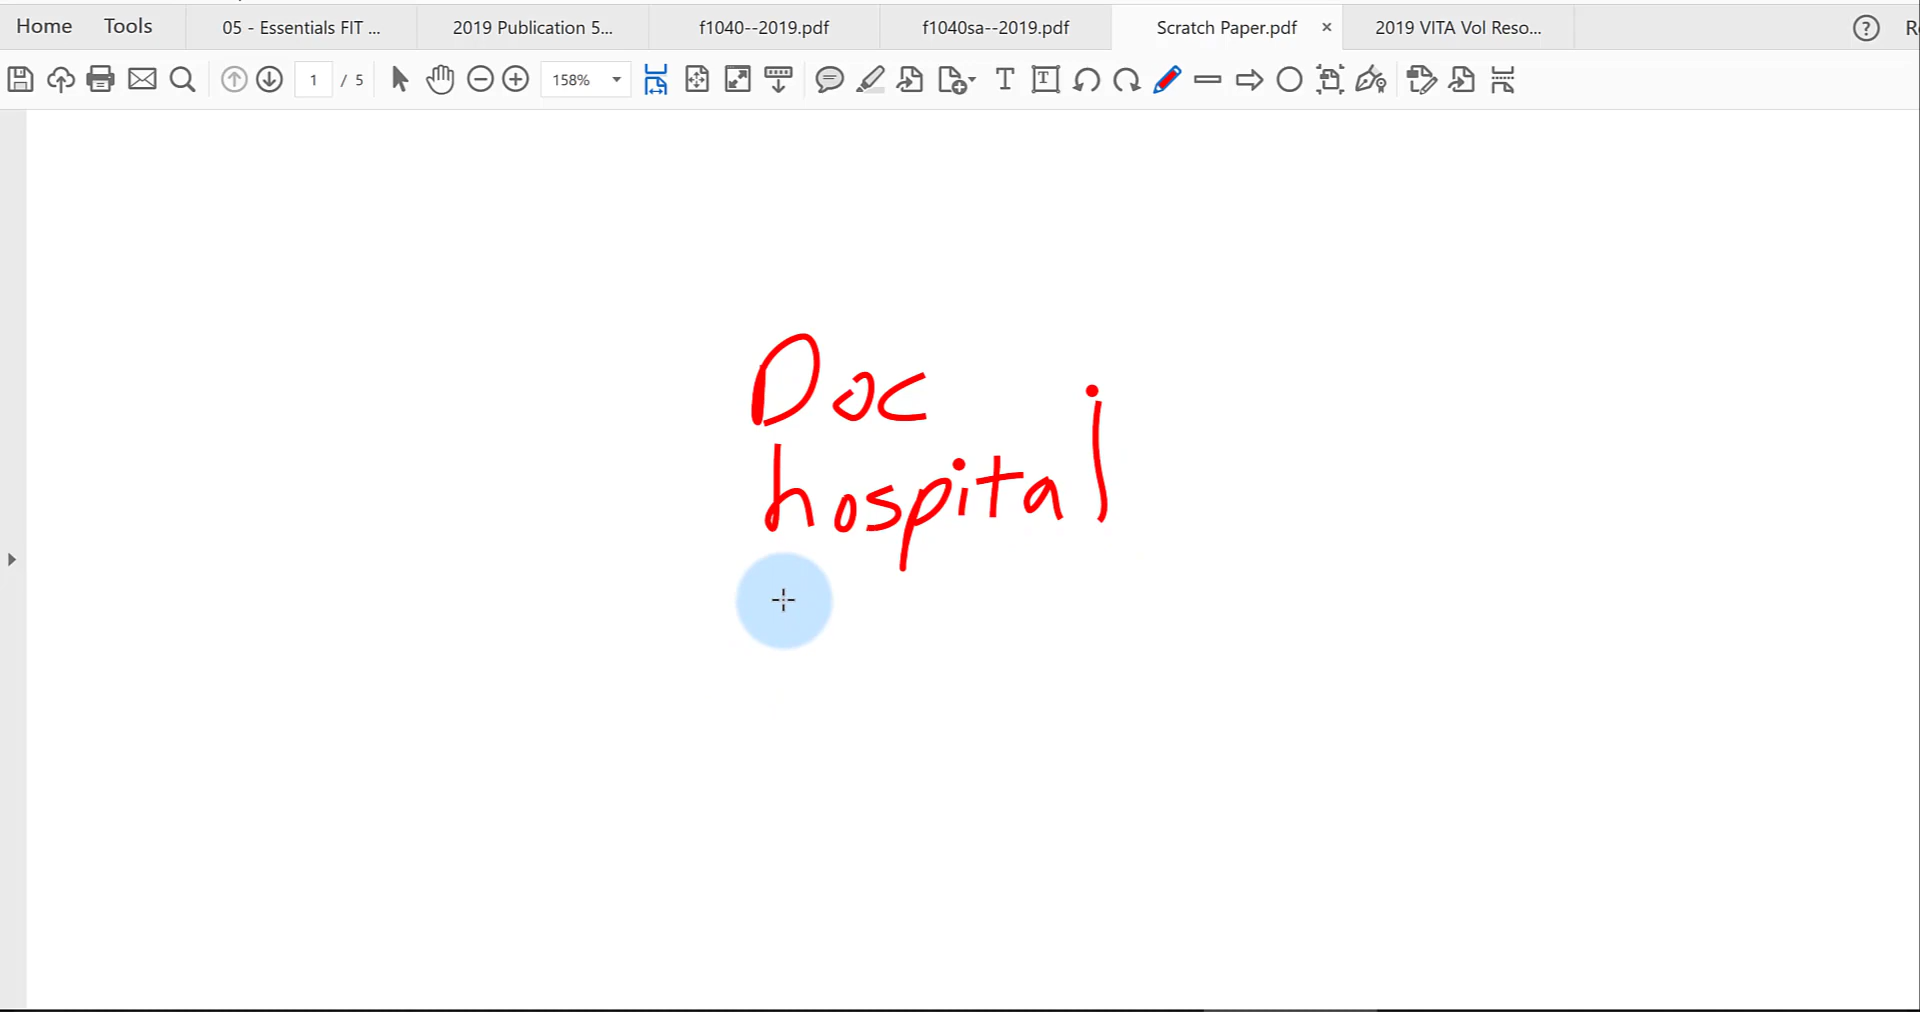 Home Tools 05 - Essentials FIT ... 2019 Publication 5... f1040--2019.pdf f1040sa--2019.pdf Scratch Paper.pdf × 2019 VITA Vol Reso... ?
1 / 5 158%
Doc
hospital